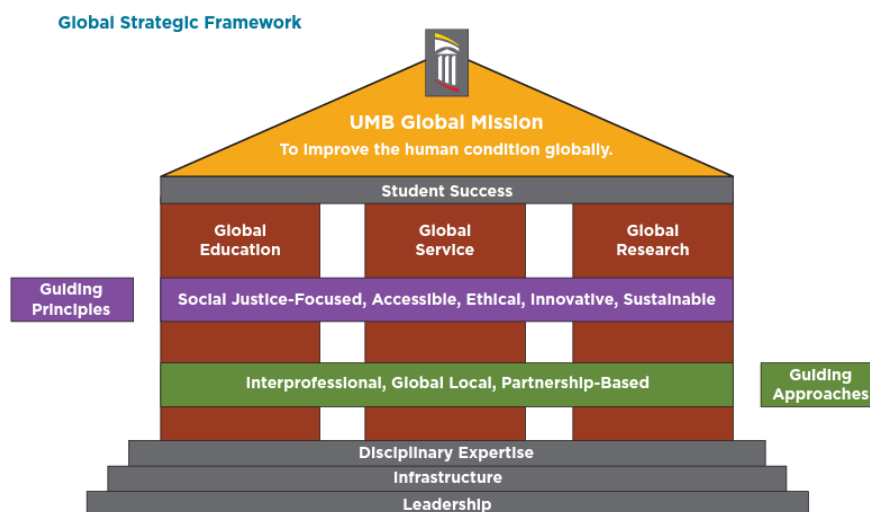 Global Strategic Framework
UMB Global Mission
To improve the human condition globally.
Student Success
Global
Education
Global
Service
Global
Research
Guiding
Principles
Social Justice-Focused, Accessible, Ethical, Innovative, Sustainable
Interprofessional, Global Local, Partnership-Based
Guiding
Approaches
Disciplinary Expertise
Infrastructure
Leadership